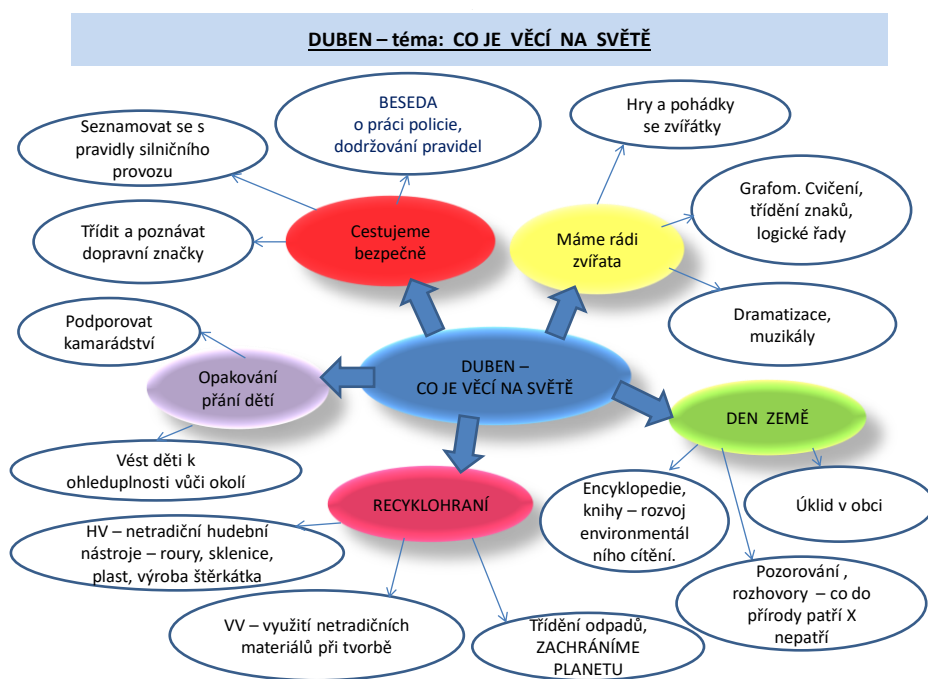 DUBEN – téma: CO JE VĚCÍ NA SVĚTĚ
Seznamovat se s
pravidly silničního
provozu
BESEDA
o práci policie,
dodržování pravidel
Hry a pohádky
se zvířátky
Třídit a poznávat
dopravní značky
Cestujeme
bezpečně
Máme rádi
zvířata
Grafom. Cvičení,
třídění znaků,
logické řady
Dramatizace,
muzikály
Podporovat
kamarádství
Opakování
přání dětí
DUBEN –
CO JE VĚCÍ NA SVĚTĚ
DEN ZEMĚ
Vést děti k
ohleduplnosti vůči okolí
RECYKLOHRANÍ
Encyklopedie,
knihy – rozvoj
environmentál
ního cítění.
Úklid v obci
HV – netradiční hudební
nástroje – roury, sklenice,
plast, výroba štěrkátka
Pozorování ,
rozhovory – co do
přírody patří X
nepatří
VV – využití netradičních
materiálů při tvorbě
Třídění odpadů,
ZACHRÁNÍME
PLANETU